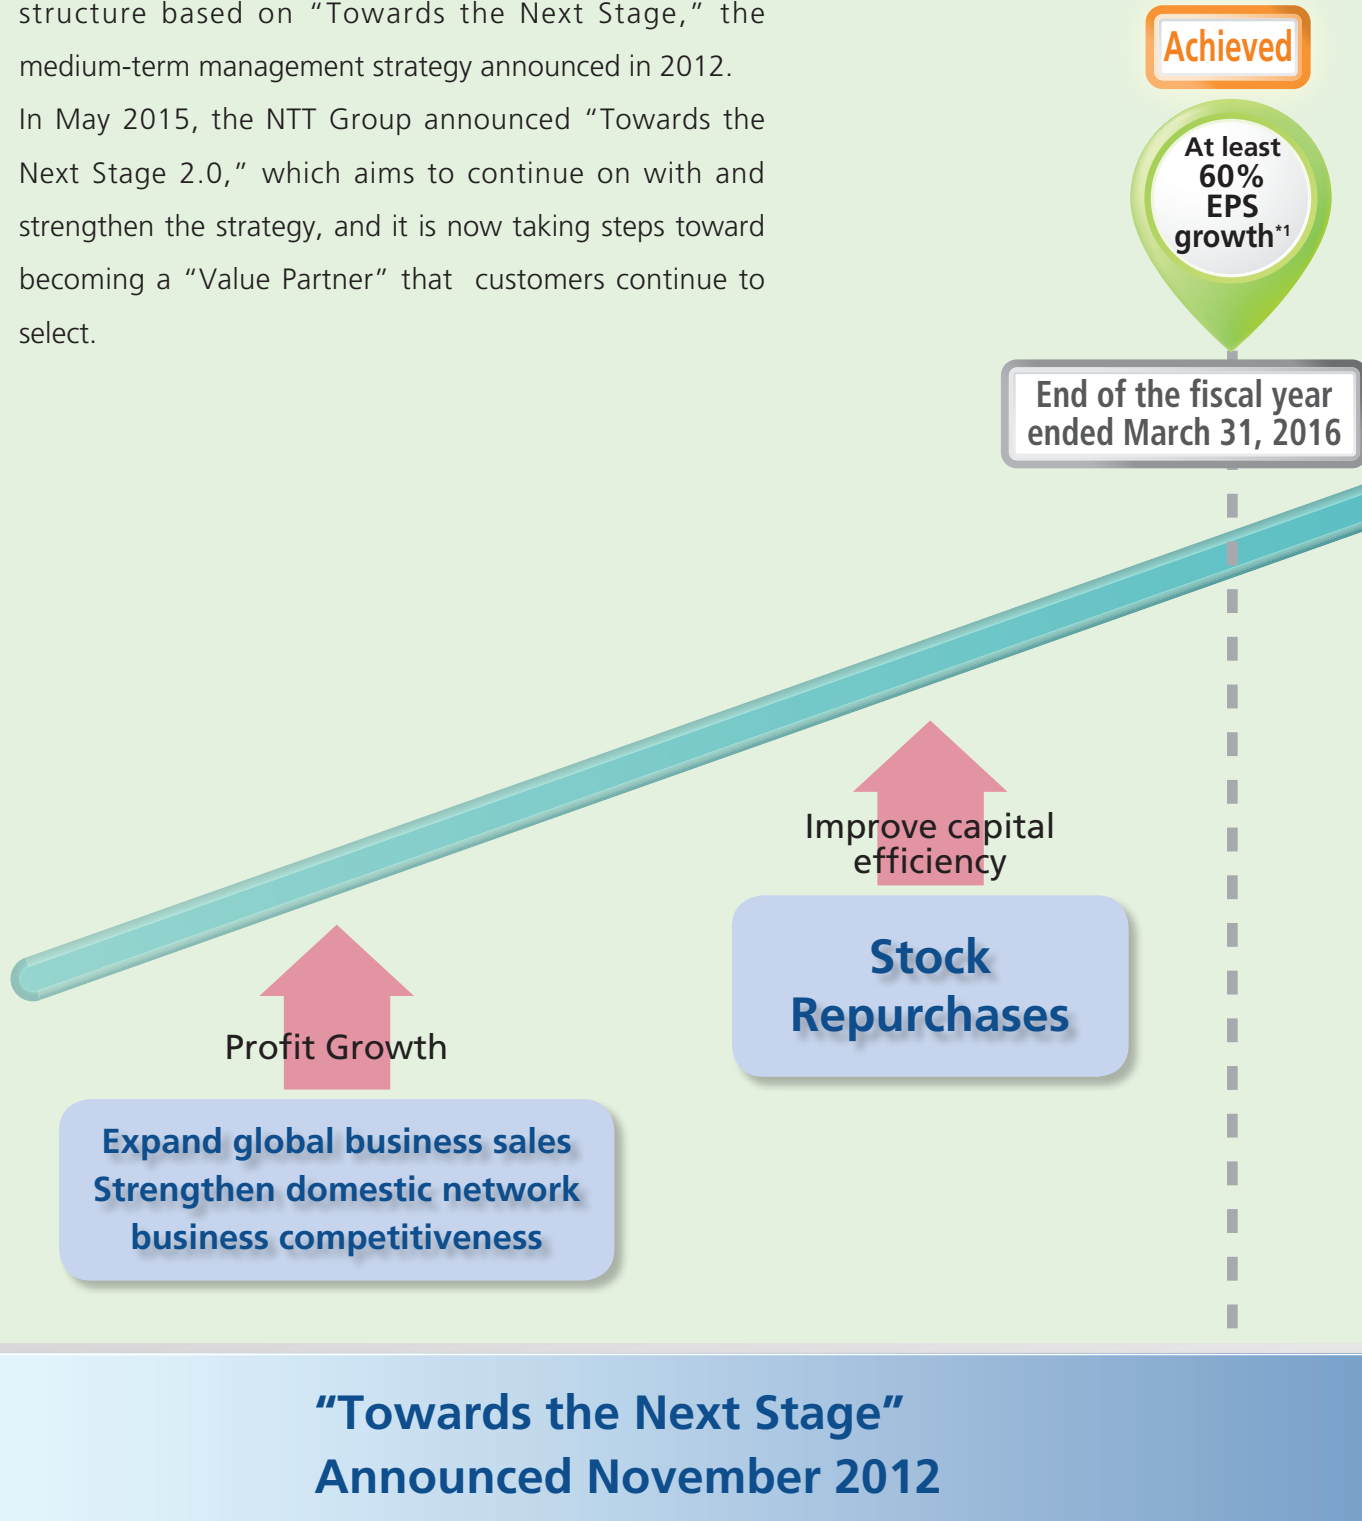 structure based on “Towards the Next Stage,” the
medium-term management strategy announced in 2012.
In May 2015, the NTT Group announced “Towards the
Next Stage 2.0,” which aims to continue on with and
strengthen the strategy, and it is now taking steps toward
becoming a “Value Partner” that customers continue to
select.
Achieved
At least
60%
EPS
growth*1
End of the fiscal year
ended March 31, 2016
Improve capital
efficiency
Stock
Repurchases
Profit Growth
Expand global business sales
Strengthen domestic network
business competitiveness
“Towards the Next Stage”
Announced November 2012